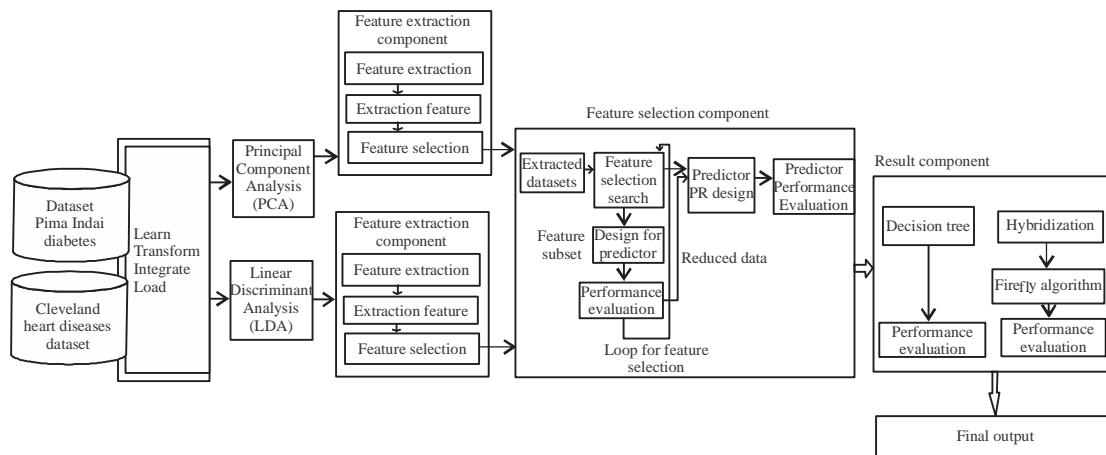 Dataset
Pima Indai
diabetes
Cleveland
heart diseases
dataset
Learn
Transform
Integrate
Load
Principal
Component
Analysis
(PCA)
Linear
Discriminant
Analysis
(LDA)
Feature extraction
component
Feature extraction
Extraction feature
Feature selection
Feature extraction
component
Feature extraction
Extraction feature
Feature selection
Feature selection component
Extracted
datasets
Feature
selection
search
Predictor
PR design
Predictor
Performance
Evaluation
Feature
subset
Design for
predictor
Reduced data
Performance
evaluation
Loop for feature
selection
Result component
Decision tree
Performance
evaluation
Hybridization
Firefly algorithm
Performance
evaluation
Final output